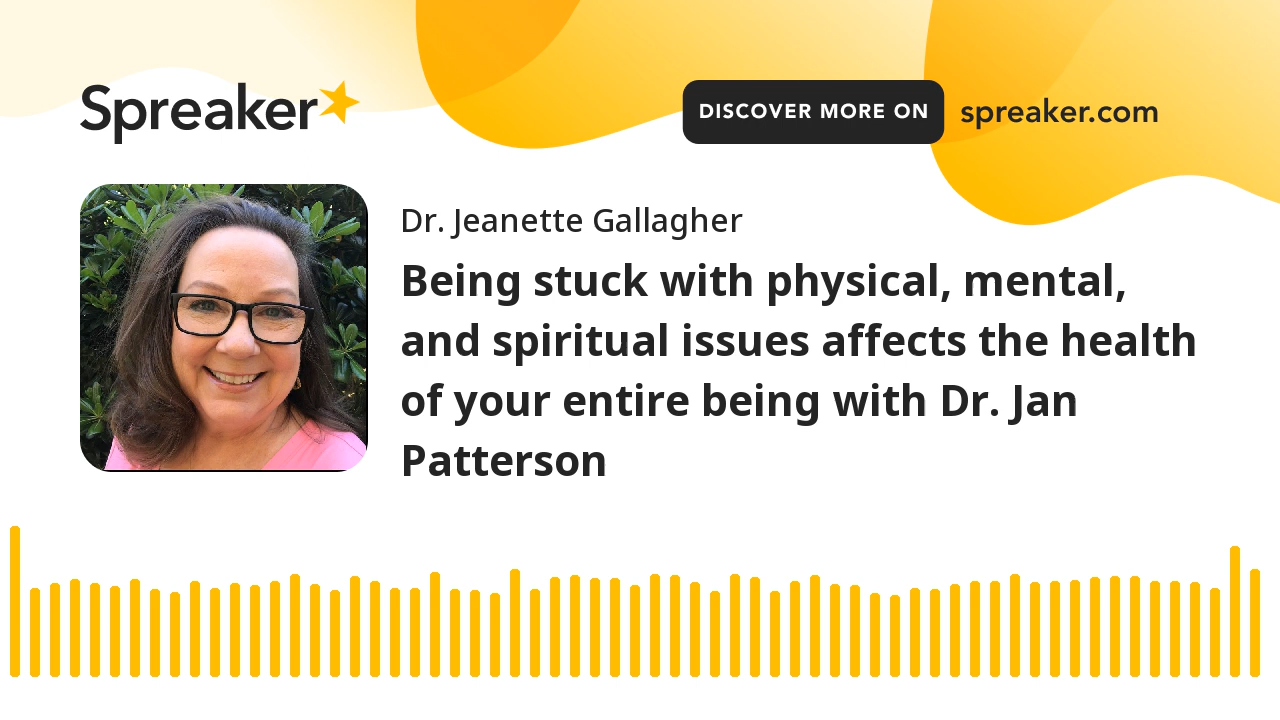 Spreaker
DISCOVER MORE ON
spreaker.com
Dr. Jeanette Gallagher
Being stuck with physical, mental,
and spiritual issues affects the health
of your entire being with Dr. Jan
Patterson